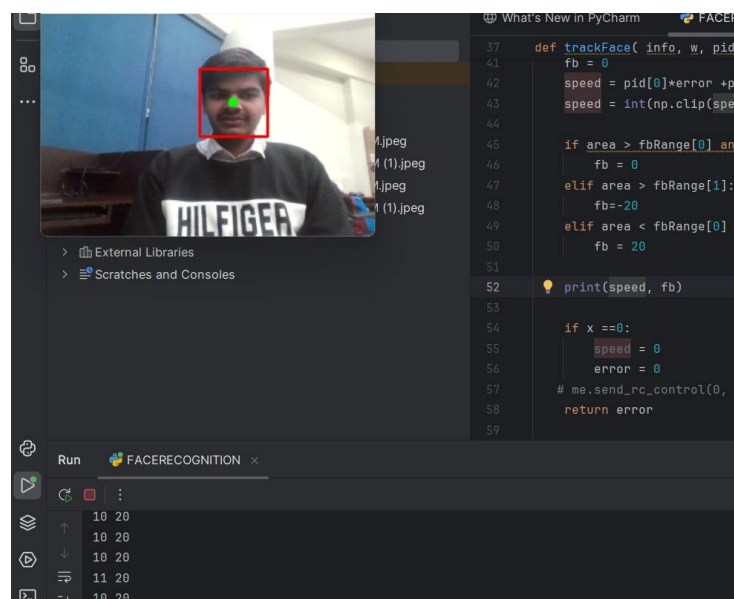 What's New in PyCharm
FACER
37 def trackFace( info, w, pid
41 fb = 0
42 speed = pid[0]*error +p
43 speed = int(np.clip(spe
44
45 if area > fbRange[0] an
46 fb = 0
47 elif area > fbRange[1]:
48 fb=-20
49 elif area < fbRange[0]
50 fb = 20
51
52 print(speed, fb)
53
54 if x ==0:
55 speed = 0
56 error = 0
57 # me.send_rc_control(0,
58 return error
59
M.jpeg
M (1).jpeg
M.jpeg
M (1).jpeg
External Libraries
Scratches and Consoles
HILFIGER
Run FACERECOGNITION ×
10 20
10 20
10 20
11 20
10 20